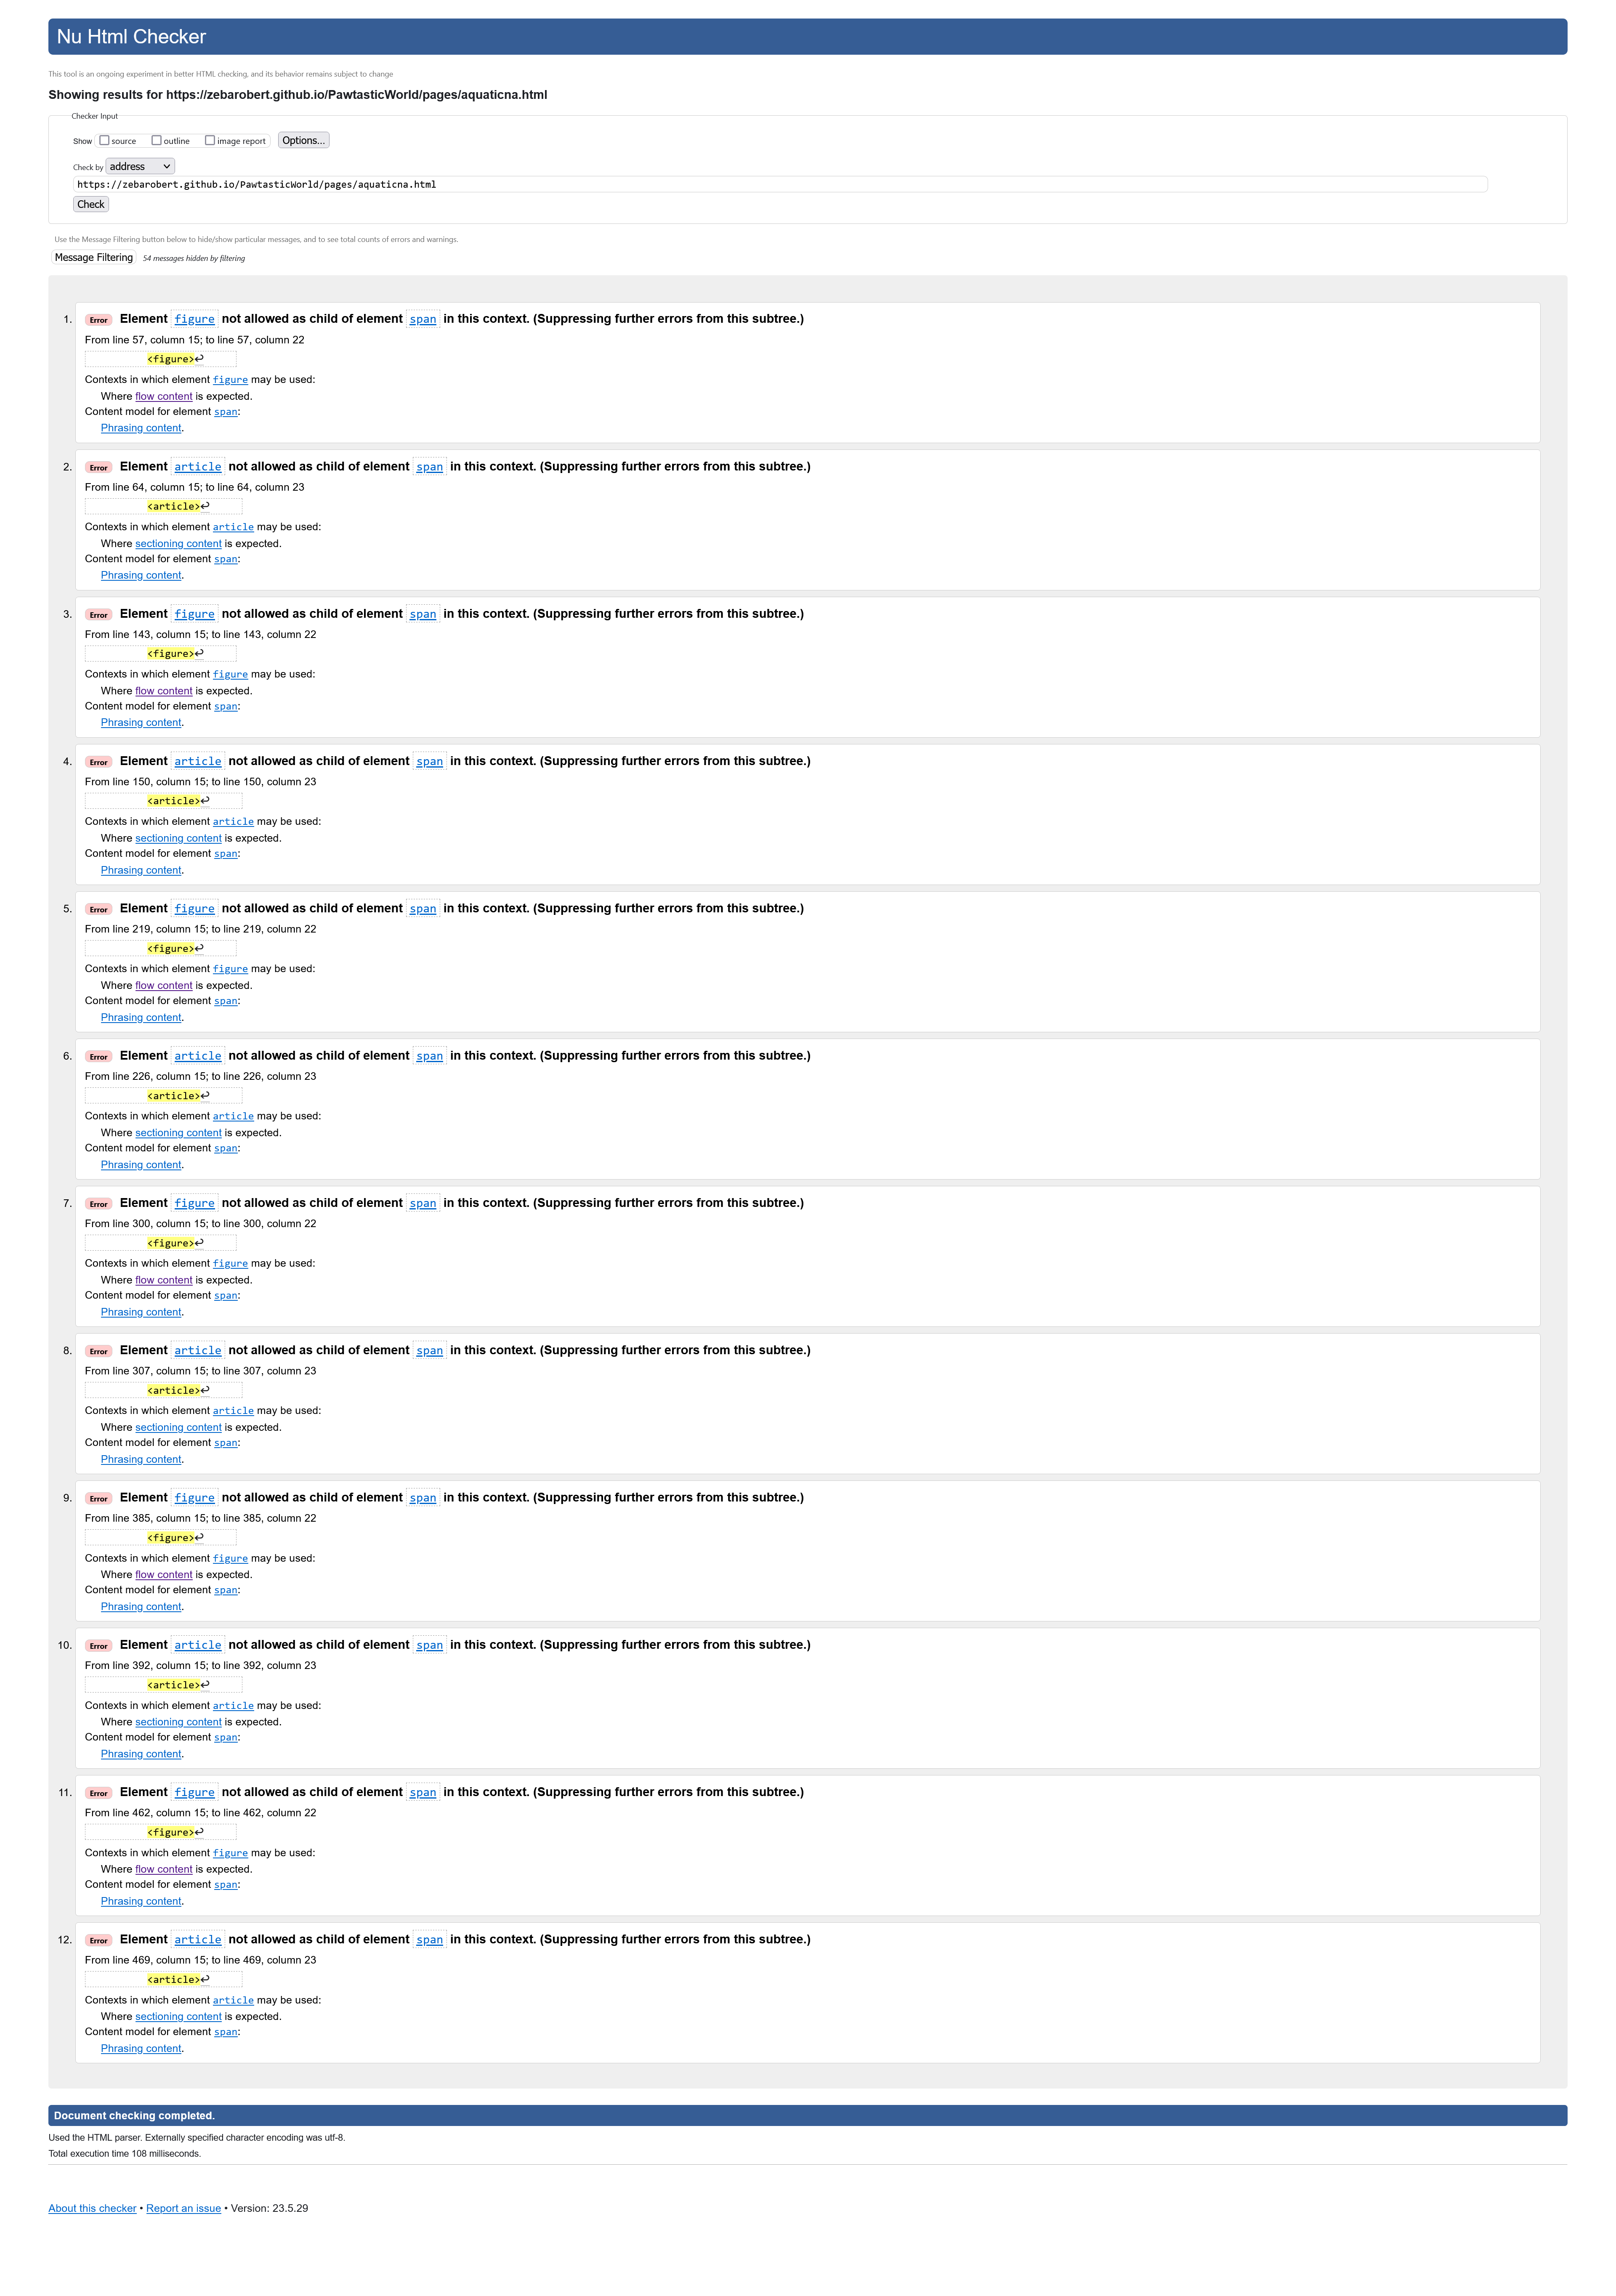 Nu Html Checker
This tool is an ongoing experiment in better HTML checking, and its behavior remains subject to change
Showing results for https://zebarobert.github.io/PawtasticWorld/pages/aquaticna.html
Checker Input
Show source outline image report Options...
Check by address
https://zebarobert.github.io/PawtasticWorld/pages/aquaticna.html
Check
Use the Message Filtering button below to hide/show particular messages, and to see total counts of errors and warnings.
Message Filtering 54 messages hidden by filtering
1. Error Element figure not allowed as child of element span in this context. (Suppressing further errors from this subtree.)
From line 57, column 15; to line 57, column 22
<figure>↩
Contexts in which element figure may be used:
Where flow content is expected.
Content model for element span:
Phrasing content.
2. Error Element article not allowed as child of element span in this context. (Suppressing further errors from this subtree.)
From line 64, column 15; to line 64, column 23
<article>↩
Contexts in which element article may be used:
Where sectioning content is expected.
Content model for element span:
Phrasing content.
3. Error Element figure not allowed as child of element span in this context. (Suppressing further errors from this subtree.)
From line 143, column 15; to line 143, column 22
<figure>↩
Contexts in which element figure may be used:
Where flow content is expected.
Content model for element span:
Phrasing content.
4. Error Element article not allowed as child of element span in this context. (Suppressing further errors from this subtree.)
From line 150, column 15; to line 150, column 23
<article>↩
Contexts in which element article may be used:
Where sectioning content is expected.
Content model for element span:
Phrasing content.
5. Error Element figure not allowed as child of element span in this context. (Suppressing further errors from this subtree.)
From line 219, column 15; to line 219, column 22
<figure>↩
Contexts in which element figure may be used:
Where flow content is expected.
Content model for element span:
Phrasing content.
6. Error Element article not allowed as child of element span in this context. (Suppressing further errors from this subtree.)
From line 226, column 15; to line 226, column 23
<article>↩
Contexts in which element article may be used:
Where sectioning content is expected.
Content model for element span:
Phrasing content.
7. Error Element figure not allowed as child of element span in this context. (Suppressing further errors from this subtree.)
From line 300, column 15; to line 300, column 22
<figure>↩
Contexts in which element figure may be used:
Where flow content is expected.
Content model for element span:
Phrasing content.
8. Error Element article not allowed as child of element span in this context. (Suppressing further errors from this subtree.)
From line 307, column 15; to line 307, column 23
<article>↩
Contexts in which element article may be used:
Where sectioning content is expected.
Content model for element span:
Phrasing content.
9. Error Element figure not allowed as child of element span in this context. (Suppressing further errors from this subtree.)
From line 385, column 15; to line 385, column 22
<figure>↩
Contexts in which element figure may be used:
Where flow content is expected.
Content model for element span:
Phrasing content.
10. Error Element article not allowed as child of element span in this context. (Suppressing further errors from this subtree.)
From line 392, column 15; to line 392, column 23
<article>↩
Contexts in which element article may be used:
Where sectioning content is expected.
Content model for element span:
Phrasing content.
11. Error Element figure not allowed as child of element span in this context. (Suppressing further errors from this subtree.)
From line 462, column 15; to line 462, column 22
<figure>↩
Contexts in which element figure may be used:
Where flow content is expected.
Content model for element span:
Phrasing content.
12. Error Element article not allowed as child of element span in this context. (Suppressing further errors from this subtree.)
From line 469, column 15; to line 469, column 23
<article>↩
Contexts in which element article may be used:
Where sectioning content is expected.
Content model for element span:
Phrasing content.
Document checking completed.
Used the HTML parser. Externally specified character encoding was utf-8.
Total execution time 108 milliseconds.
About this checker • Report an issue • Version: 23.5.29